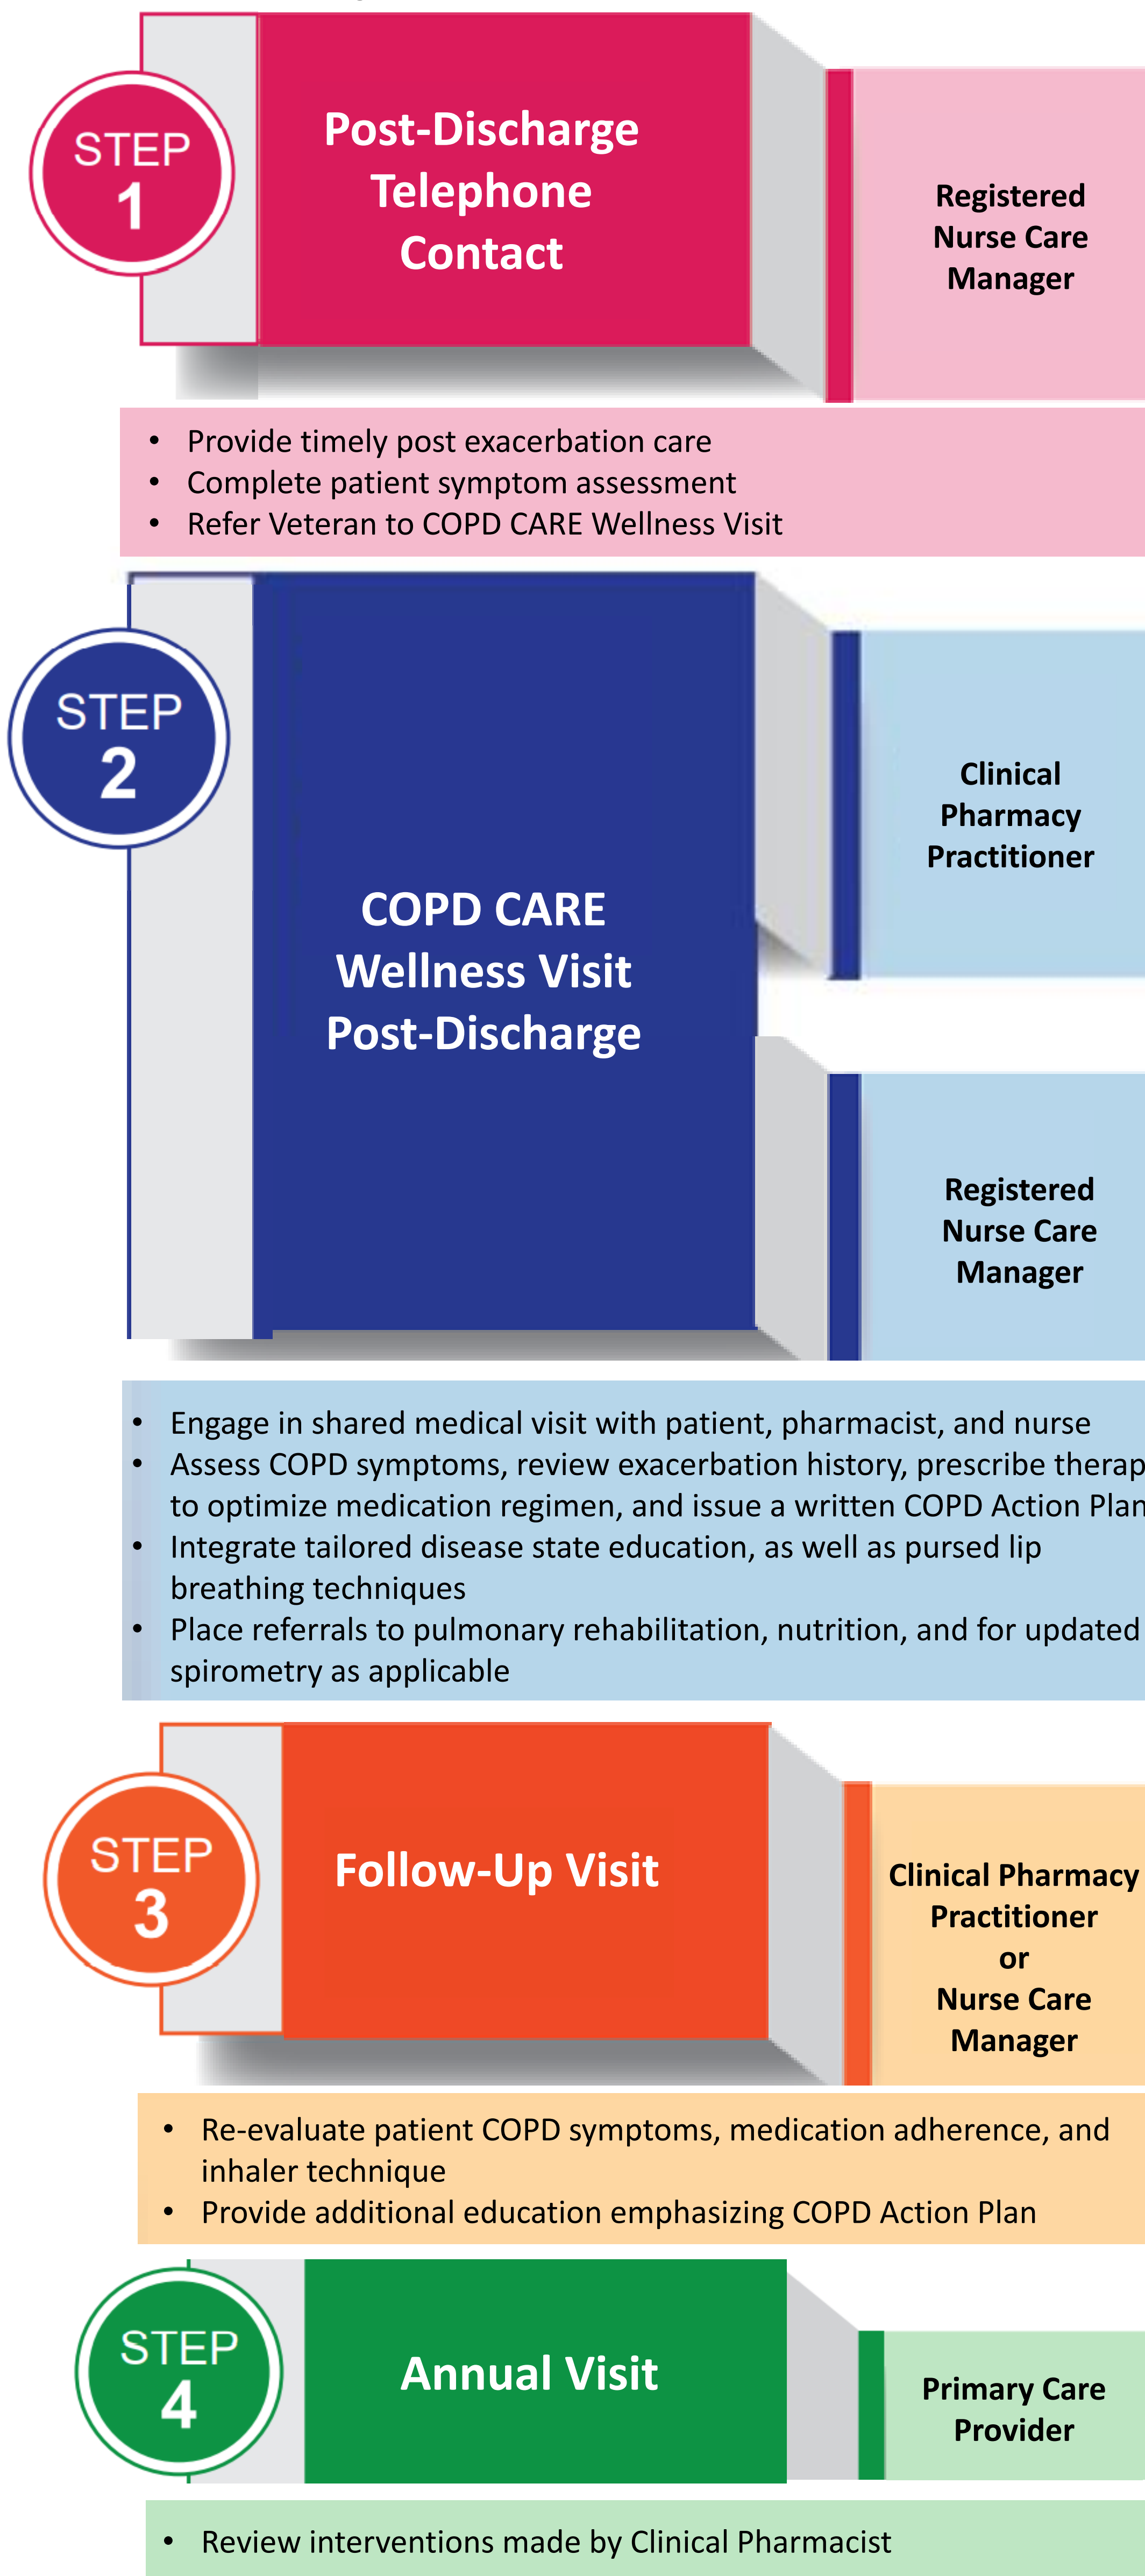 STEP
1
Post-Discharge
Telephone
Contact
Registered
Nurse Care
Manager
• Provide timely post exacerbation care
• Complete patient symptom assessment
• Refer Veteran to COPD CARE Wellness Visit
STEP
2
COPD CARE
Wellness Visit
Post-Discharge
Clinical
Pharmacy
Practitioner
Registered
Nurse Care
Manager
• Engage in shared medical visit with patient, pharmacist, and nurse
• Assess COPD symptoms, review exacerbation history, prescribe therap
to optimize medication regimen, and issue a written COPD Action Plan
• Integrate tailored disease state education, as well as pursed lip
breathing techniques
• Place referrals to pulmonary rehabilitation, nutrition, and for updated
spirometry as applicable
STEP
3
Follow-Up Visit
Clinical Pharmacy
Practitioner
or
Nurse Care
Manager
• Re-evaluate patient COPD symptoms, medication adherence, and
inhaler technique
• Provide additional education emphasizing COPD Action Plan
STEP
4
Annual Visit
Primary Care
Provider
• Review interventions made by Clinical Pharmacist